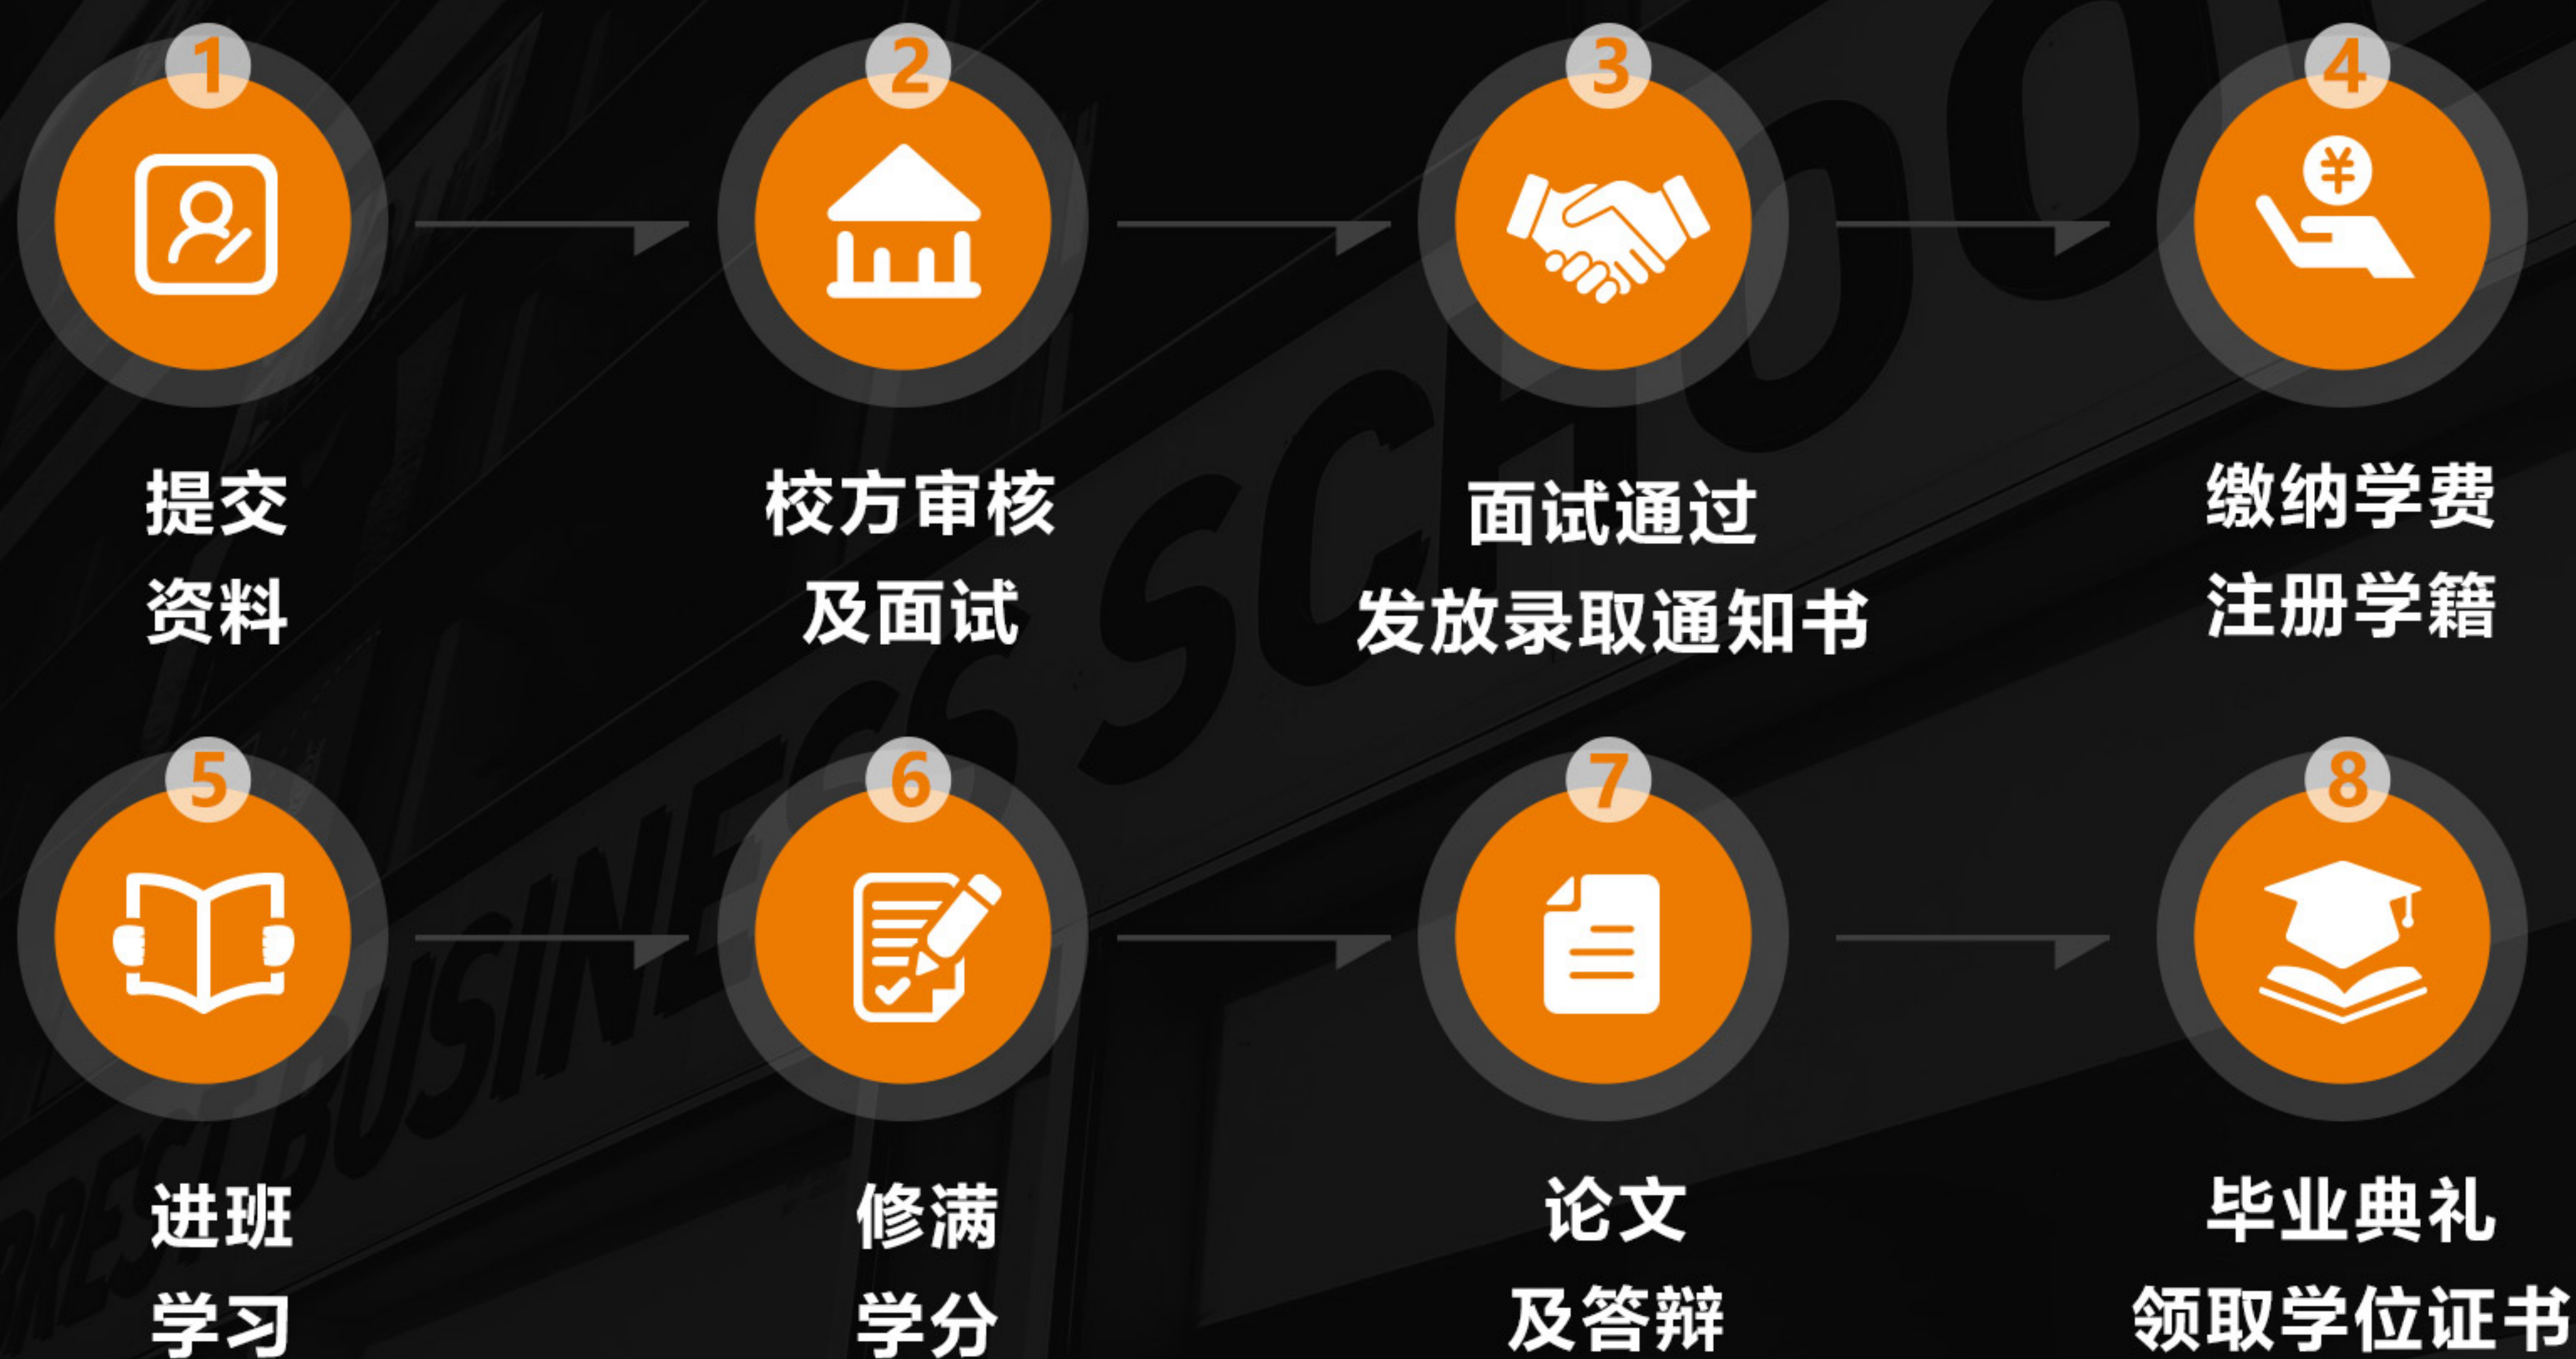 1
2
3
4
提交
资料
校方审核
及面试
面试通过
发放录取通知书
缴纳学费
注册学籍
5
6
7
8
进班
学习
修满
学分
论文
及答辩
毕业典礼
领取学位证书
BUSINESS SCHOOL